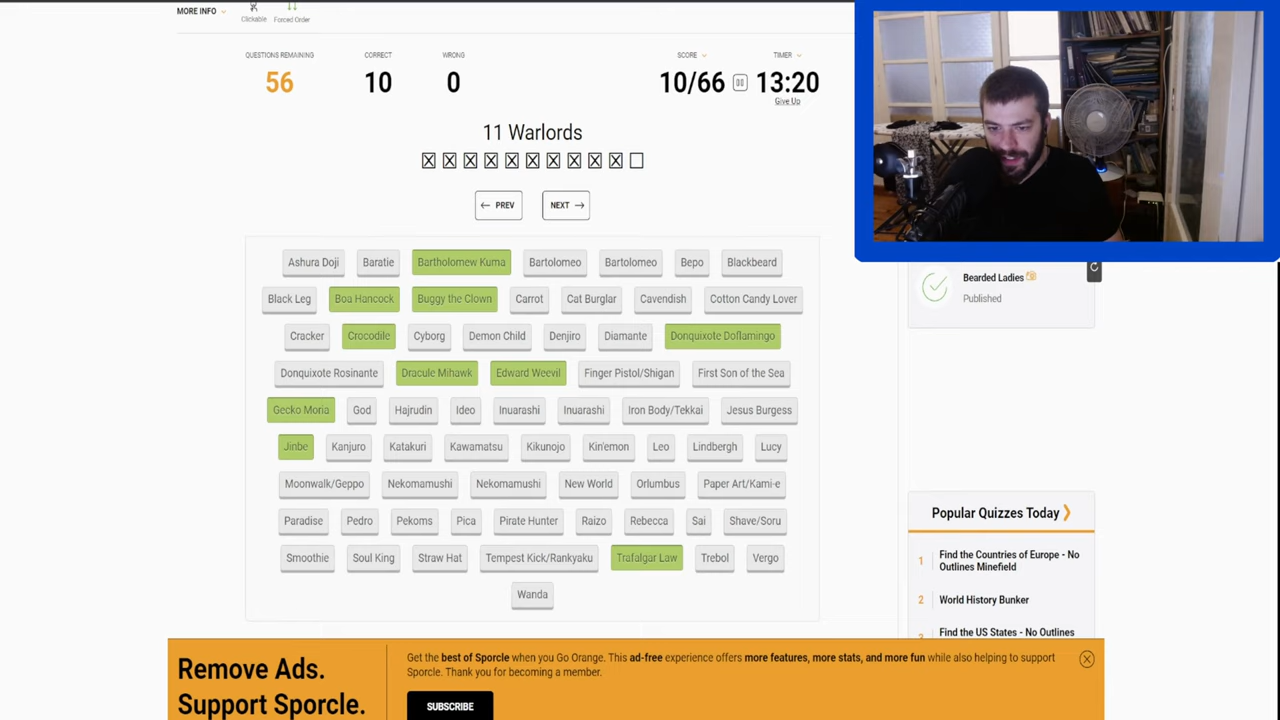 MORE INFO
Clickable
Forced Order
QUESTIONS REMAINING
CORRECT
WRONG
SCORE
TIMER
56
10
0
10/66
13:20
Give Up
11 Warlords
PREV
NEXT
Ashura Doji Baratie Bartholomew Kuma Bartolomeo Bartolomeo Bepo Blackbeard
Black Leg Boa Hancock Buggy the Clown Carrot Cat Burglar Cavendish Cotton Candy Lover
Cracker Crocodile Cyborg Demon Child Denjiro Diamante Donquixote Doflamingo
Donquixote Rosinante Dracule Mihawk Edward Weevil Finger Pistol/Shigan First Son of the Sea
Gecko Moria God Hajrudin Ideo Inuarashi Inuarashi Iron Body/Tekkai Jesus Burgess
Jinbe Kanjuro Katakuri Kawamatsu Kikunojo Kin'emon Leo Lindbergh Lucy
Moonwalk/Geppo Nekomamushi Nekomamushi New World Orlumbus Paper Art/Kami-e
Paradise Pedro Pekoms Pica Pirate Hunter Raizo Rebecca Sai Shave/Soru
Smoothie Soul King Straw Hat Tempest Kick/Rankyaku Trafalgar Law Trebol Vergo
Wanda
Bearded Ladies
Published
Popular Quizzes Today
1 Find the Countries of Europe - No
Outlines Minefield
2 World History Bunker
3 Find the US States - No Outlines
Remove Ads.
Support Sporcle.
Get the best of Sporcle when you Go Orange. This ad-free experience offers more features, more stats, and more fun while also helping to support
Sporcle. Thank you for becoming a member.
SUBSCRIBE